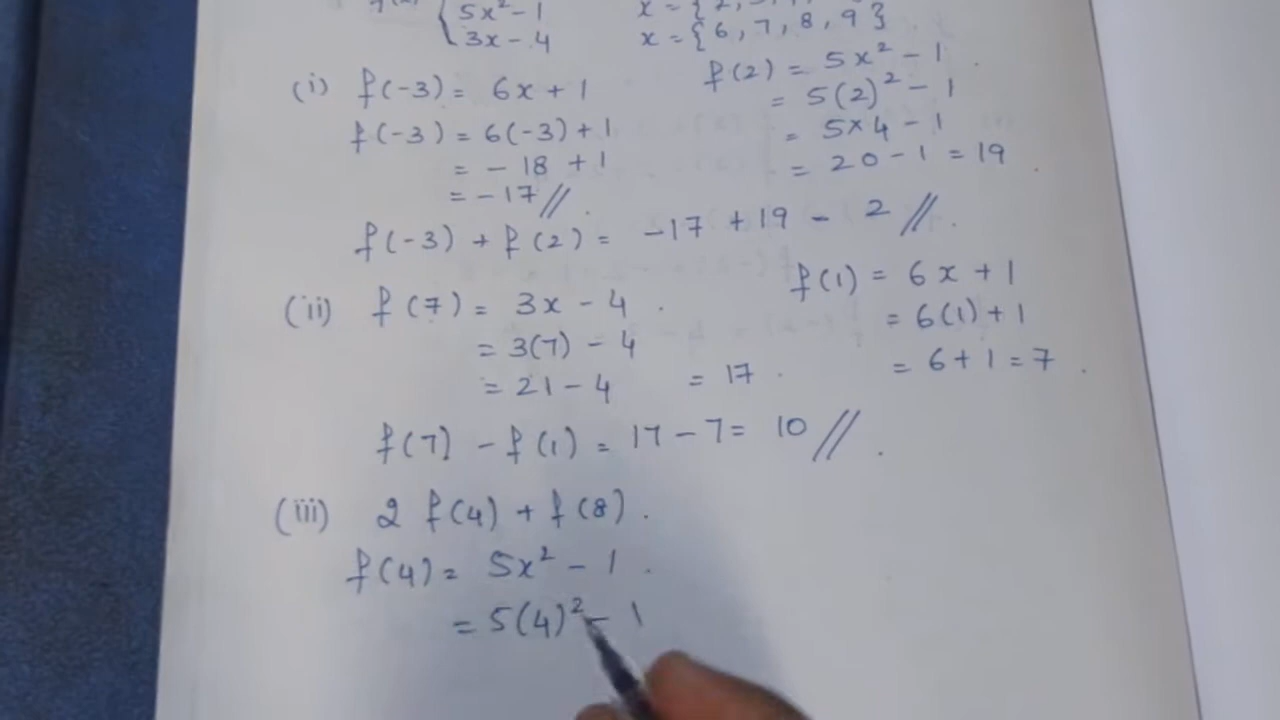 5x² - 1
3x - 4 x = {6, 7, 8, 9}
(i) f(-3) = 6x + 1 f(2) = 5x² - 1
= 5(2)² - 1
f(-3) = 6(-3) + 1 = 5 × 4 - 1
= - 18 + 1 = 20 - 1 = 19
= -17 //
f(-3) + f(2) = -17 + 19 - 2 //.
(ii) f(7) = 3x - 4 . f(1) = 6x + 1
= 3(7) - 4 = 6(1) + 1
= 21 - 4 = 17 . = 6 + 1 = 7 .
f(7) - f(1) = 17 - 7 = 10 // .
(iii) 2 f(4) + f(8) .
f(4) = 5x² - 1 .
= 5(4)² - 1